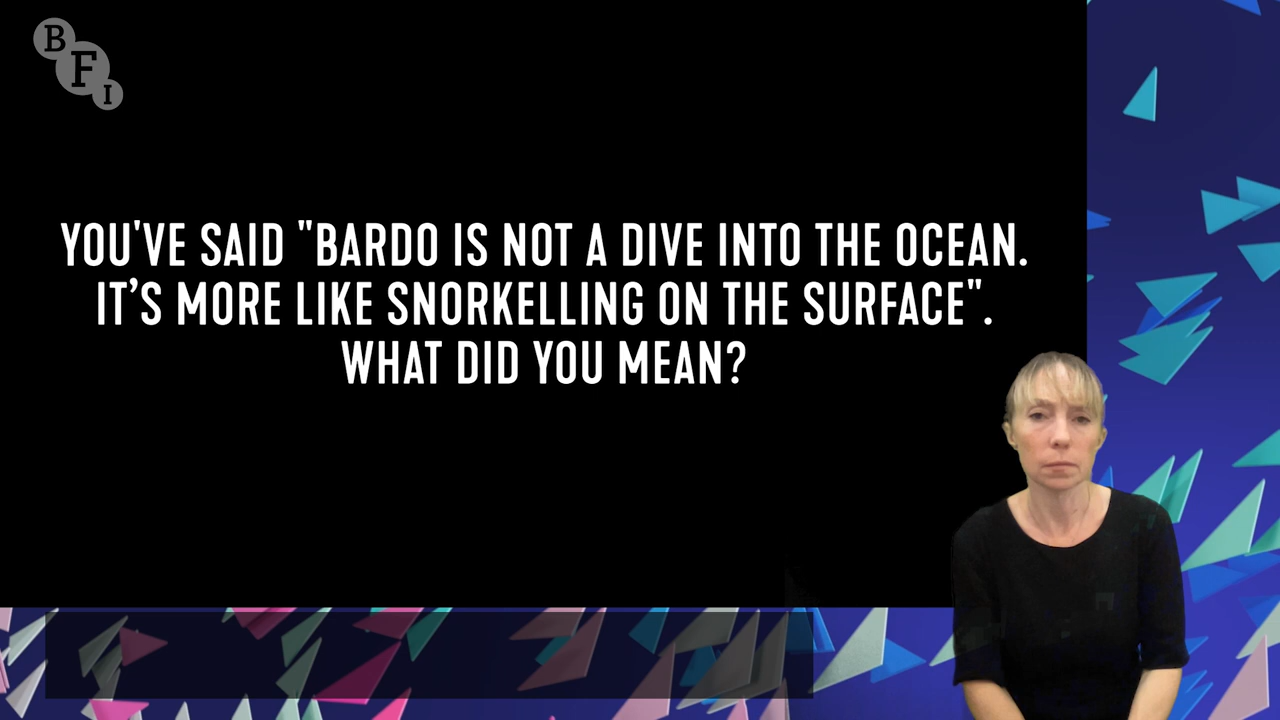 BFI
YOU'VE SAID "BARDO IS NOT A DIVE INTO THE OCEAN.
IT’S MORE LIKE SNORKELLING ON THE SURFACE".
WHAT DID YOU MEAN?